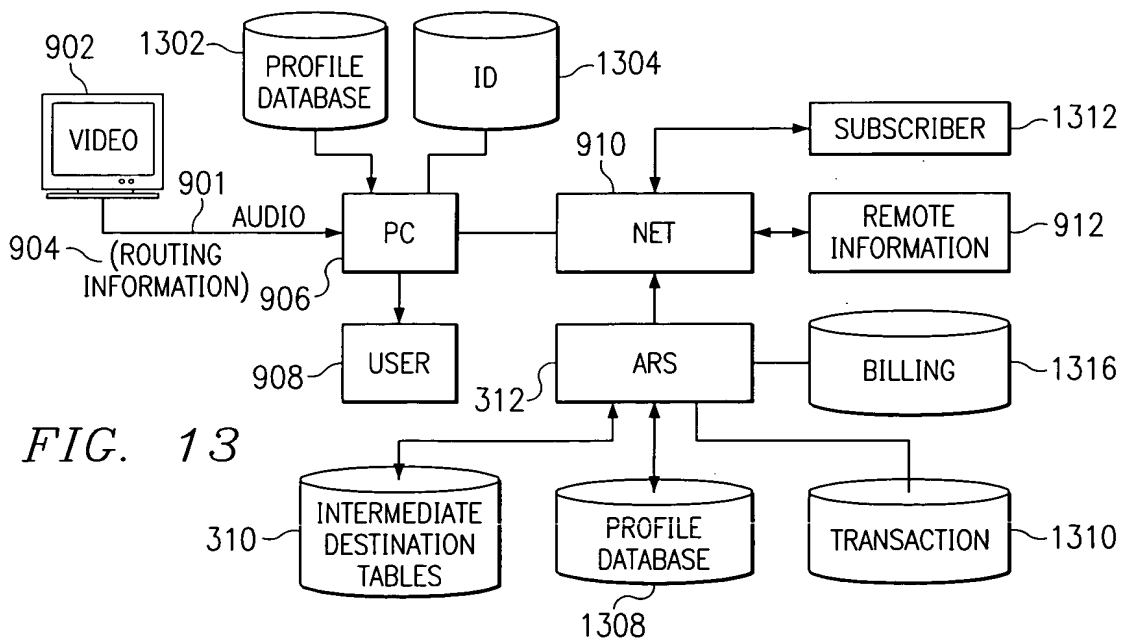 902
1302
PROFILE
DATABASE
ID
1304
VIDEO
910
SUBSCRIBER
1312
901
AUDIO
PC
NET
REMOTE
INFORMATION
912
904
(ROUTING
INFORMATION)
906
USER
908
ARS
312
BILLING
1316
FIG. 13
310
INTERMEDIATE
DESTINATION
TABLES
PROFILE
DATABASE
1308
TRANSACTION
1310